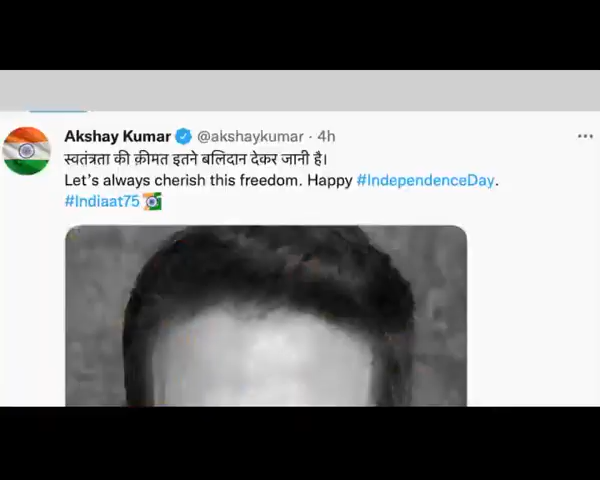 Akshay Kumar @akshaykumar · 4h
स्वतंत्रता की क़ीमत इतने बलिदान देकर जानी है।
Let's always cherish this freedom. Happy #IndependenceDay.
#Indiaat75